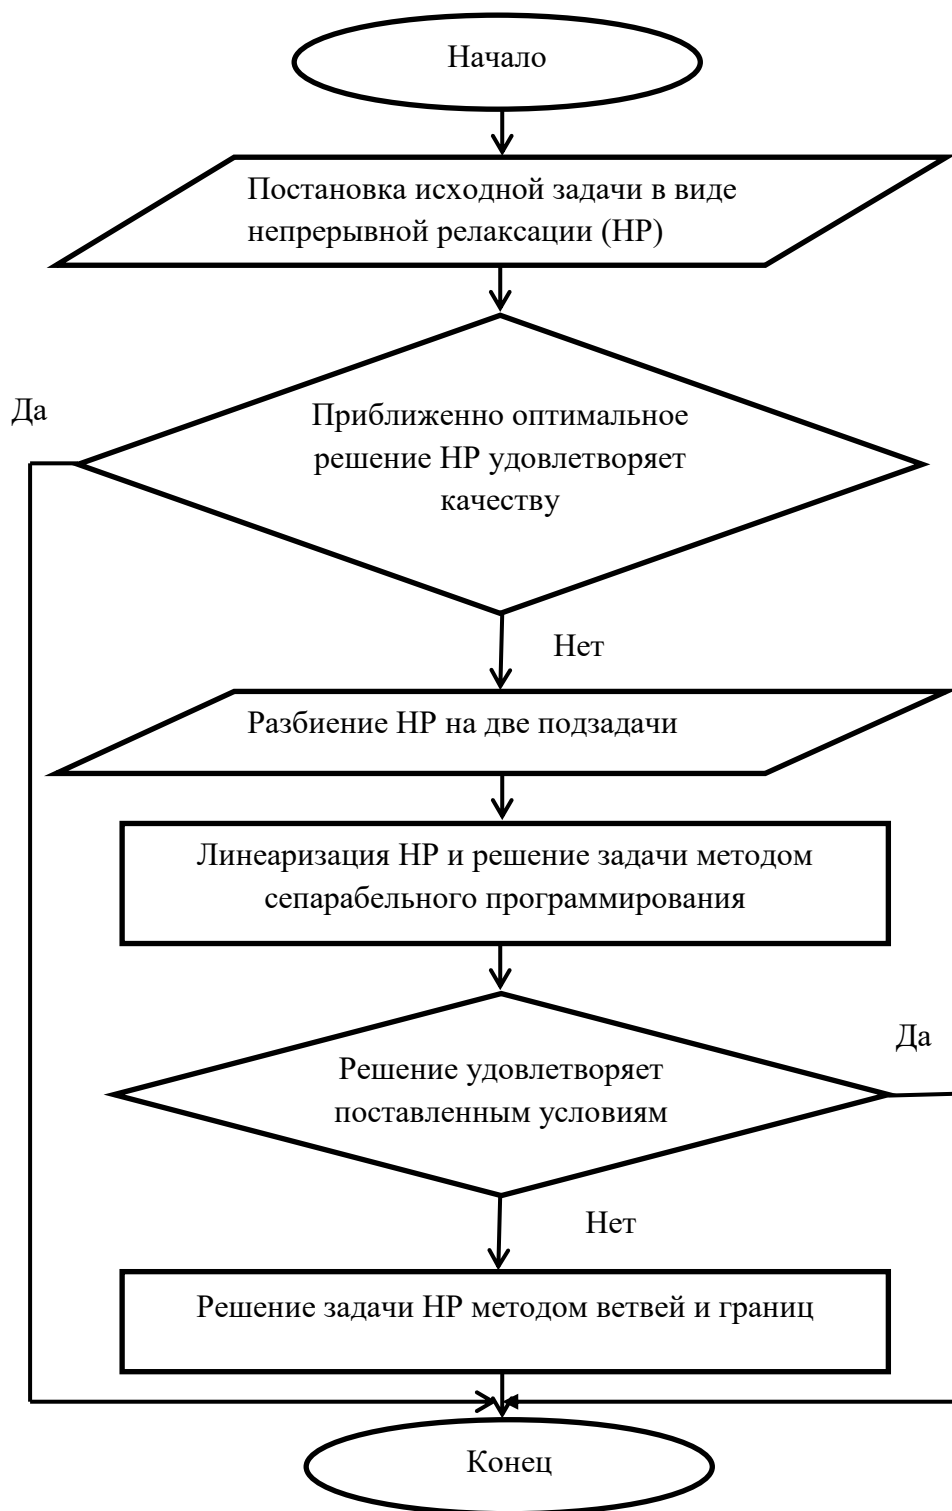 Начало
Постановка исходной задачи в виде
непрерывной релаксации (НР)
Да
Приближенно оптимальное
решение НР удовлетворяет
качеству
Нет
Разбиение НР на две подзадачи
Линеаризация НР и решение задачи методом
сепарабельного программирования
Да
Решение удовлетворяет
поставленным условиям
Нет
Решение задачи НР методом ветвей и границ
Конец